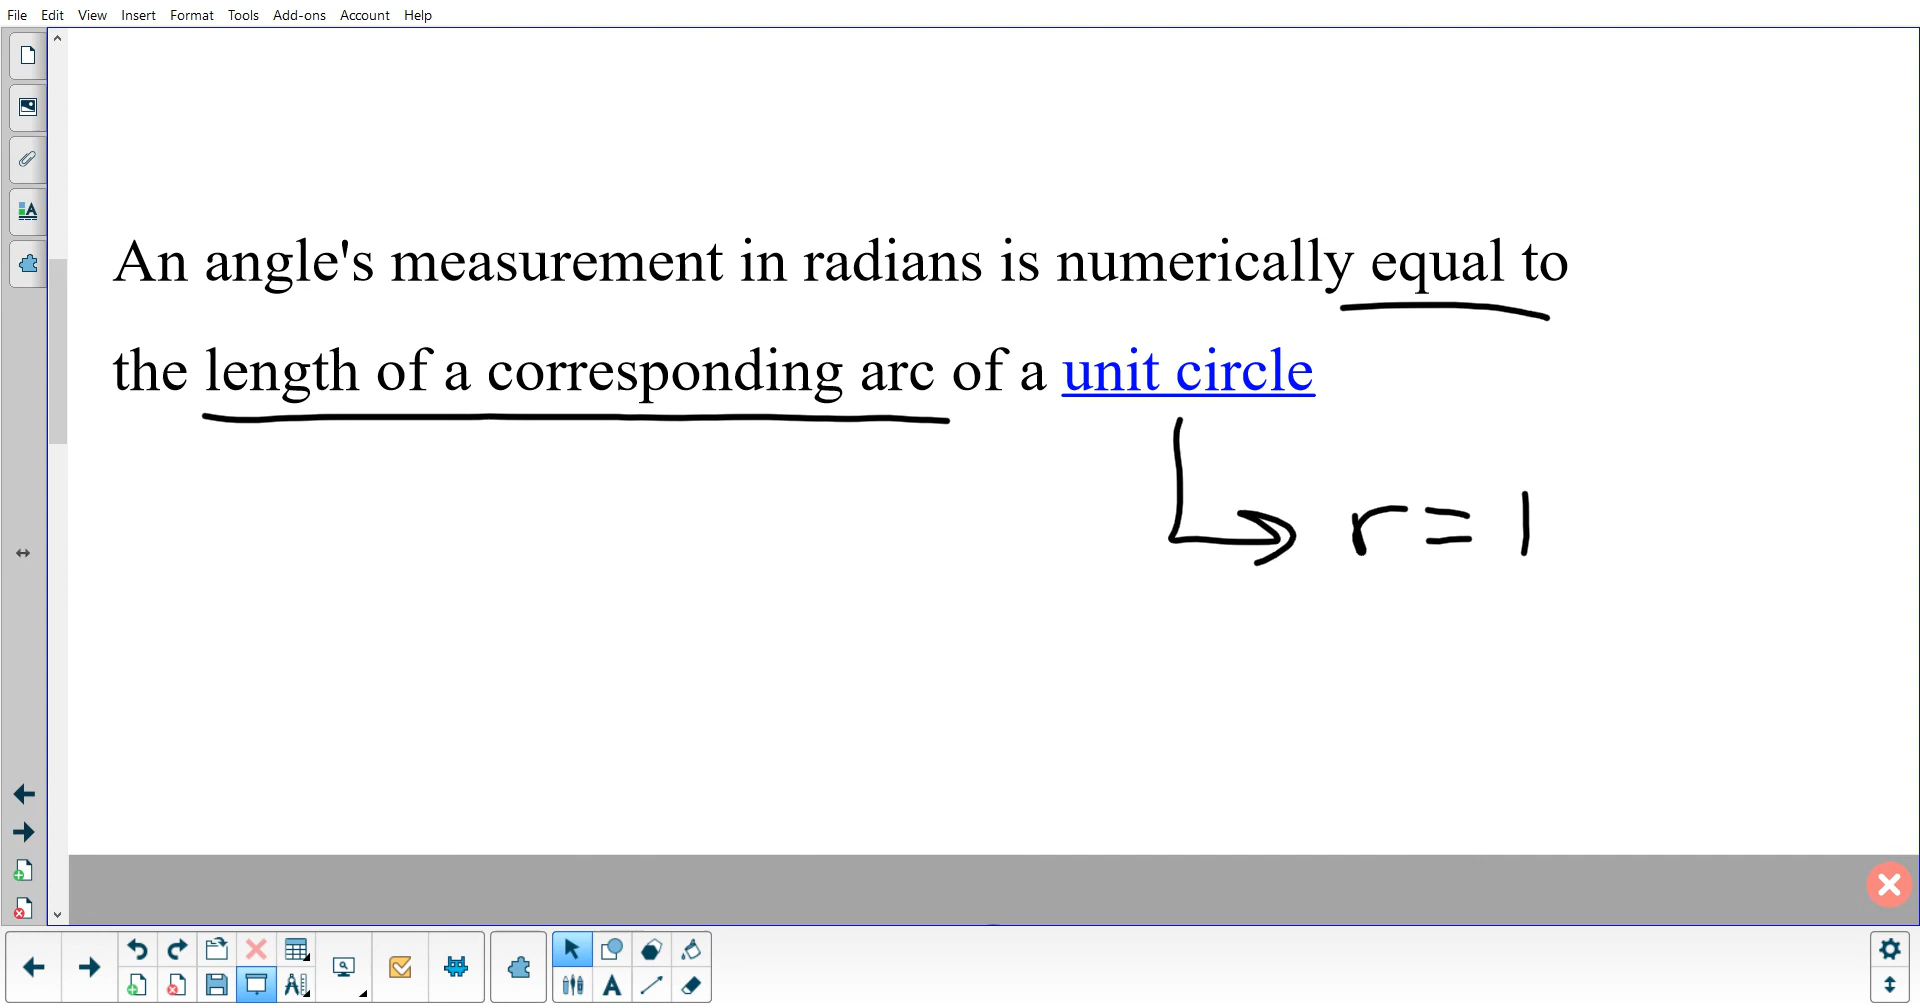 File Edit View Insert Format Tools Add-ons Account Help
An angle's measurement in radians is numerically equal to
the length of a corresponding arc of a unit circle
r = 1